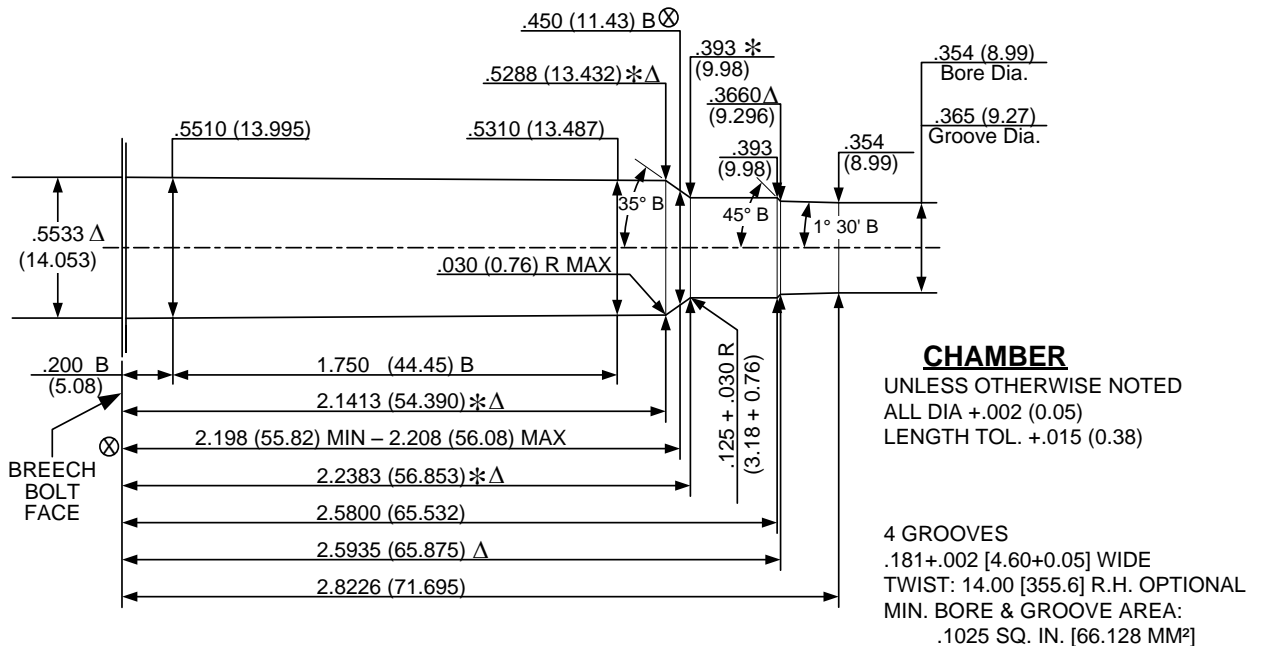 .450 (11.43) B ⊗
.393 *
(9.98)
.354 (8.99)
Bore Dia.
.5288 (13.432) * Δ
.3660 Δ
(9.296)
.365 (9.27)
Groove Dia.
.5510 (13.995)
.5310 (13.487)
.393
(9.98)
.354
(8.99)
35° B
45° B
1° 30' B
.5533 Δ
(14.053)
.030 (0.76) R MAX
.200 B
(5.08)
1.750 (44.45) B
2.1413 (54.390) * Δ
⊗ 2.198 (55.82) MIN – 2.208 (56.08) MAX
BREECH
BOLT
FACE
2.2383 (56.853) * Δ
2.5800 (65.532)
2.5935 (65.875) Δ
2.8226 (71.695)
.125 + .030 R
(3.18 + 0.76)
CHAMBER
UNLESS OTHERWISE NOTED
ALL DIA +.002 (0.05)
LENGTH TOL. +.015 (0.38)
4 GROOVES
.181+.002 [4.60+0.05] WIDE
TWIST: 14.00 [355.6] R.H. OPTIONAL
MIN. BORE & GROOVE AREA:
.1025 SQ. IN. [66.128 MM²]